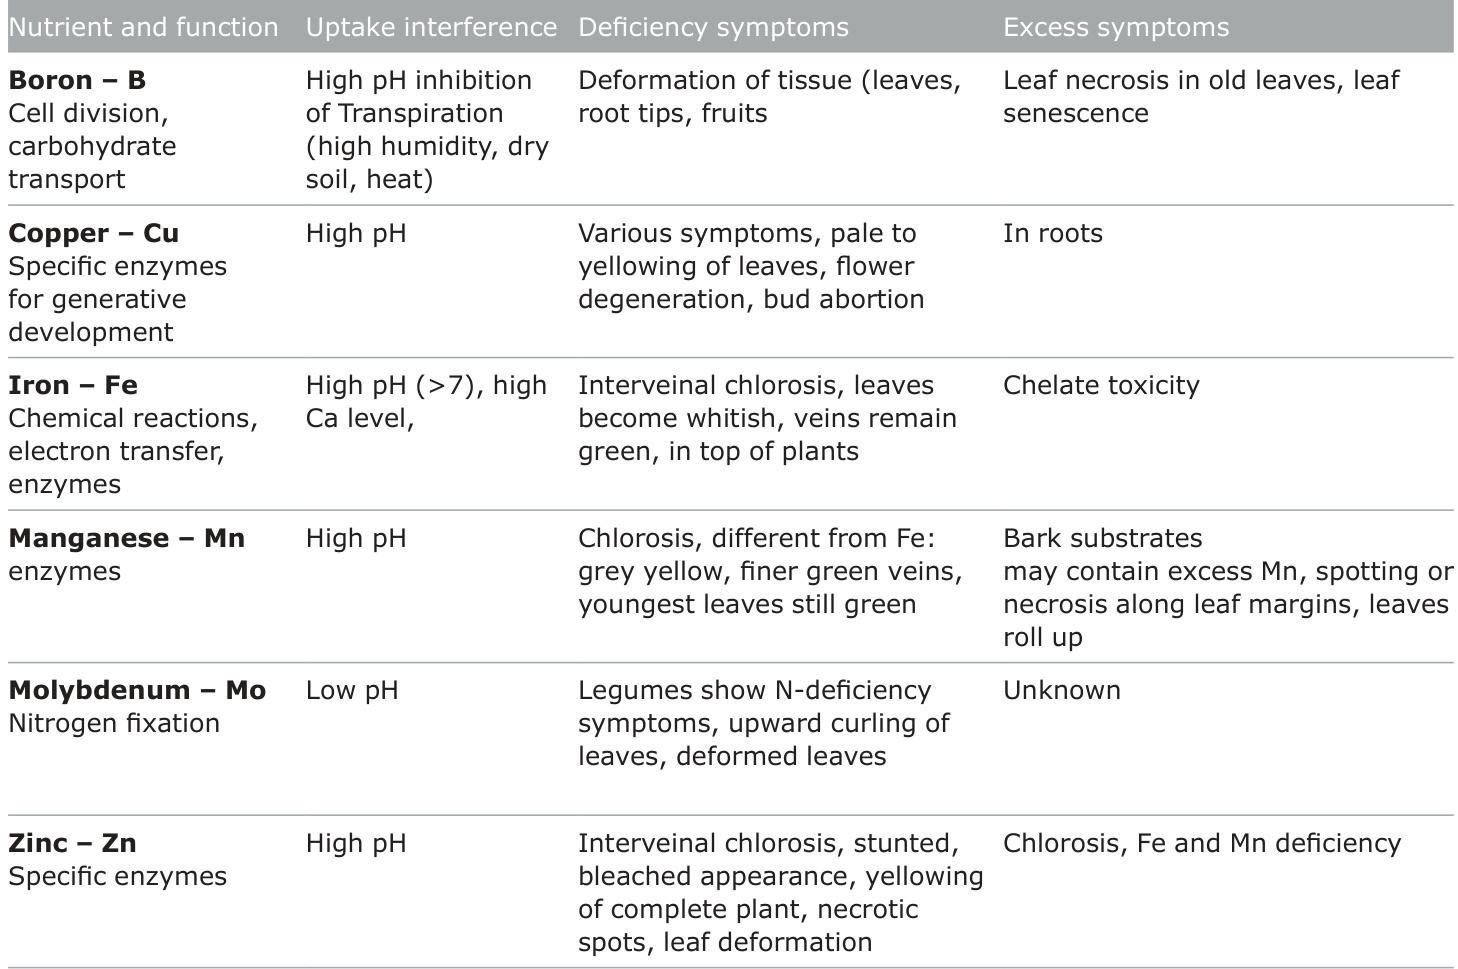 Nutrient and function Uptake interference Deficiency symptoms Excess symptoms
Boron – B
Cell division,
carbohydrate
transport
High pH inhibition
of Transpiration
(high humidity, dry
soil, heat)
Deformation of tissue (leaves,
root tips, fruits
Leaf necrosis in old leaves, leaf
senescence
Copper – Cu
Specific enzymes
for generative
development
High pH
Various symptoms, pale to
yellowing of leaves, flower
degeneration, bud abortion
In roots
Iron – Fe
Chemical reactions,
electron transfer,
enzymes
High pH (>7), high
Ca level,
Interveinal chlorosis, leaves
become whitish, veins remain
green, in top of plants
Chelate toxicity
Manganese – Mn
enzymes
High pH
Chlorosis, different from Fe:
grey yellow, finer green veins,
youngest leaves still green
Bark substrates
may contain excess Mn, spotting or
necrosis along leaf margins, leaves
roll up
Molybdenum – Mo
Nitrogen fixation
Low pH
Legumes show N-deficiency
symptoms, upward curling of
leaves, deformed leaves
Unknown
Zinc – Zn
Specific enzymes
High pH
Interveinal chlorosis, stunted,
bleached appearance, yellowing
of complete plant, necrotic
spots, leaf deformation
Chlorosis, Fe and Mn deficiency